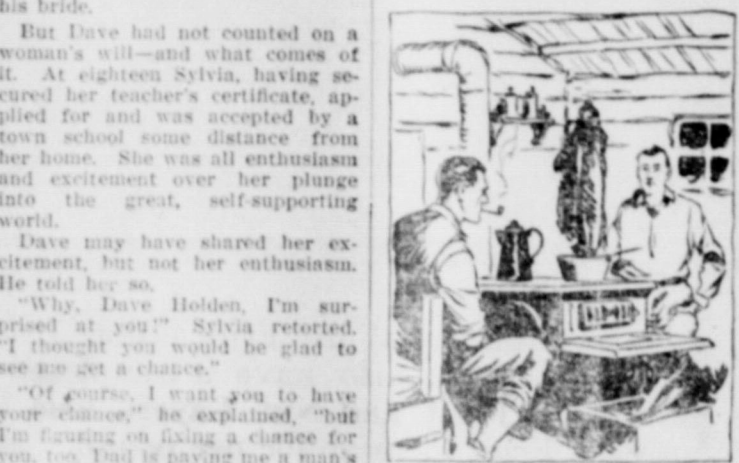 his bride.
But Dave had not counted on a
woman's will—and what comes of
it. At eighteen Sylvia, having se-
cured her teacher's certificate, ap-
plied for and was accepted by a
town school some distance from
her home. She was all enthusiasm
and excitement over her plunge
into the great, self-supporting
world.
Dave may have shared her ex-
citement, but not her enthusiasm.
He told her so.
"Why, Dave Holden, I'm sur-
prised at you!" Sylvia retorted.
"I thought you would be glad to
see me get a chance."
"Of course, I want you to have
your chance," he explained, "but
I'm figuring on fixing a chance for
you, too. Dad is paying me a man's